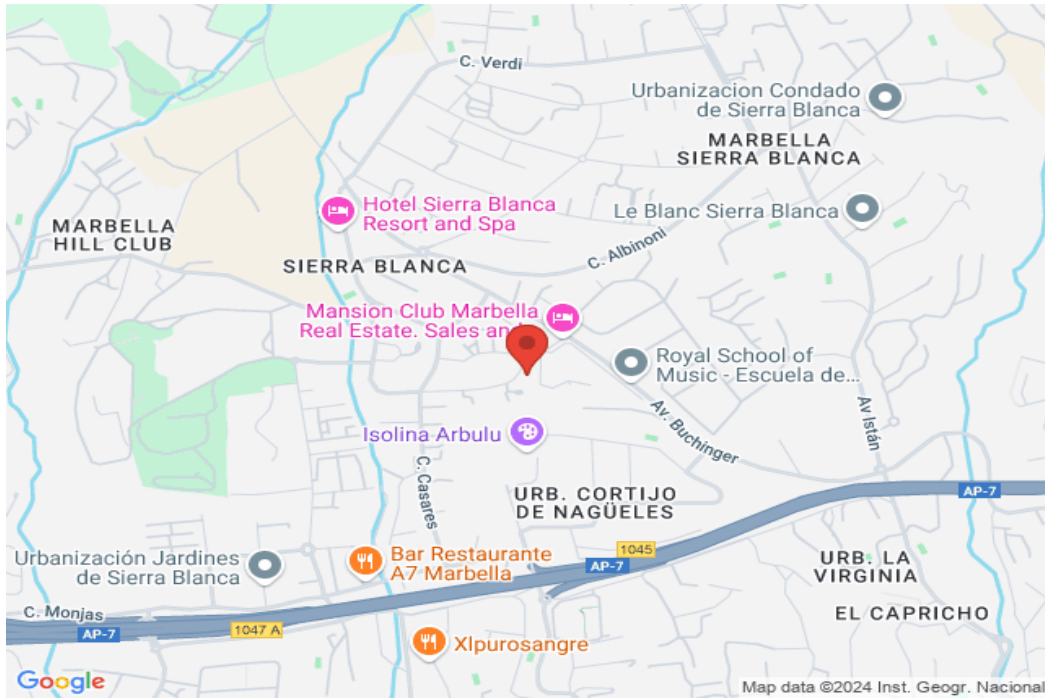 C. Verdi
Urbanizacion Condado
de Sierra Blanca
MARBELLA
SIERRA BLANCA
Hotel Sierra Blanca
Resort and Spa
Le Blanc Sierra Blanca
MARBELLA
HILL CLUB
SIERRA BLANCA
C. Albinoni
Mansion Club Marbella
Real Estate. Sales and
Royal School of
Music - Escuela de...
Av. Buchinger
Av Istán
Isolina Arbulu
C. Casares
URB. CORTIJO
DE NAGÜELES
AP-7
1045
AP-7
Urbanización Jardines
de Sierra Blanca
Bar Restaurante
A7 Marbella
URB. LA
VIRGINIA
EL CAPRICHO
C. Monjas
AP-7
1047 A
Xlpurosangre
Google
Map data ©2024 Inst. Geogr. Nacional